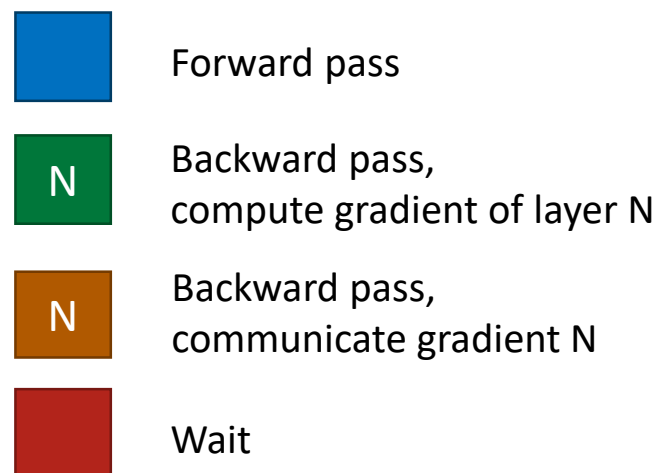 Forward pass
N
Backward pass,
compute gradient of layer N
N
Backward pass,
communicate gradient N
Wait